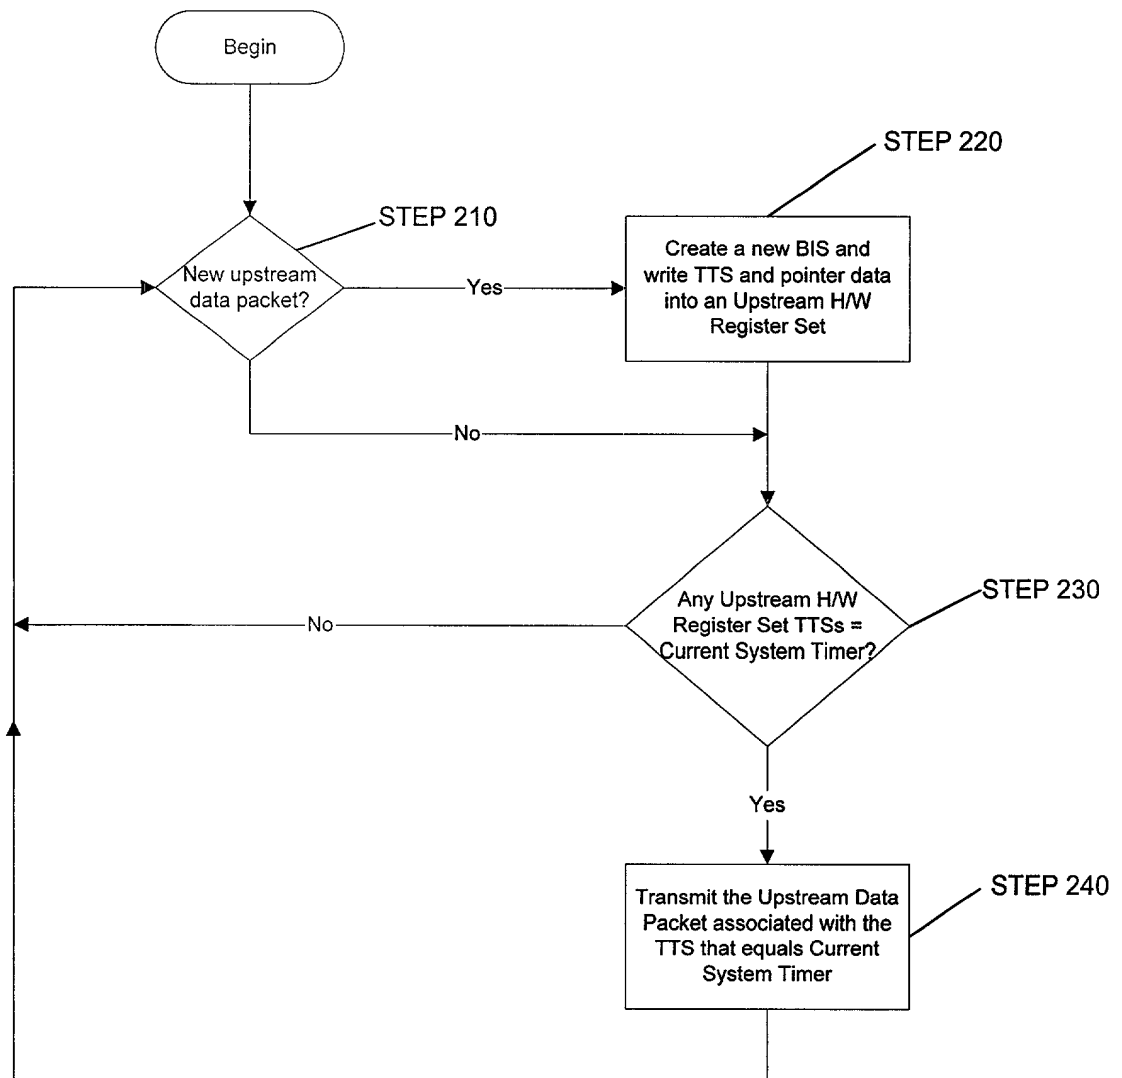 Begin
STEP 220
STEP 210
Create a new BIS and
write TTS and pointer data
into an Upstream H/W
Register Set
New upstream
data packet?
Yes
No
STEP 230
Any Upstream H/W
Register Set TTSs =
Current System Timer?
No
Yes
STEP 240
Transmit the Upstream Data
Packet associated with the
TTS that equals Current
System Timer